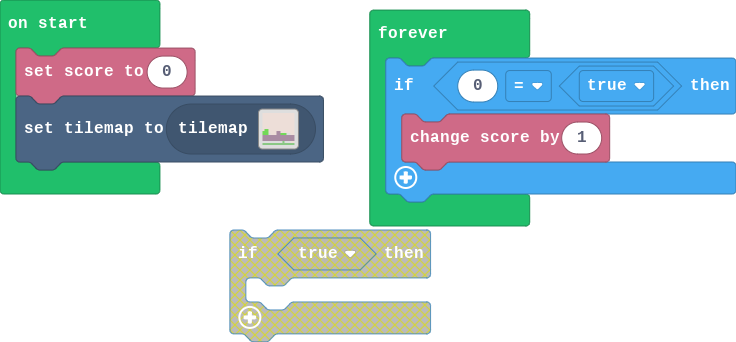 on start
set score to 0
set tilemap to tilemap
forever
if 0 = true then
change score by 1
if true then